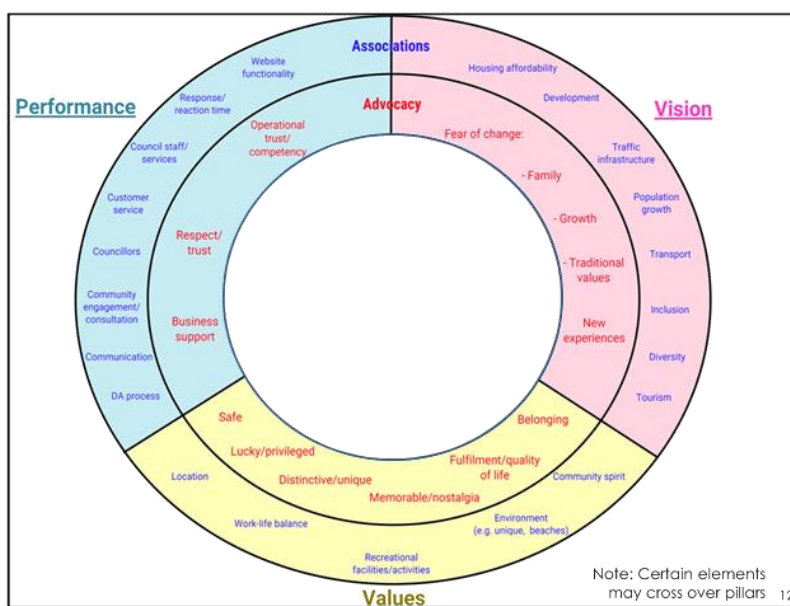 Associations
Advocacy
Performance
Website
functionality
Response/
reaction time
Council staff/
services
Customer
service
Councillors
Community
engagement/
consultation
Communication
DA process
Operational
trust/
competency
Respect/
trust
Business
support
Vision
Housing affordability
Development
Traffic
infrastructure
Population
growth
Transport
Inclusion
Diversity
Tourism
Fear of change:
- Family
- Growth
- Traditional
values
New
experiences
Safe
Lucky/privileged
Distinctive/unique
Memorable/nostalgia
Fulfilment/quality
of life
Belonging
Location
Work-life balance
Recreational
facilities/activities
Environment
(e.g. unique, beaches)
Community spirit
Values
Note: Certain elements
may cross over pillars
12